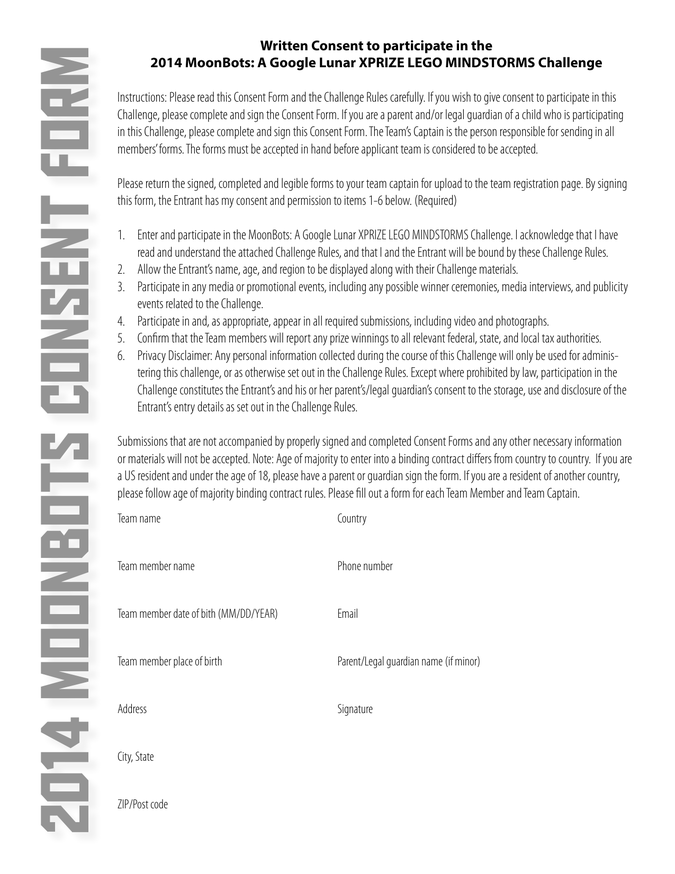 2014 MOONBOTS CONSENT FORM
Written Consent to participate in the
2014 MoonBots: A Google Lunar XPRIZE LEGO MINDSTORMS Challenge
Instructions: Please read this Consent Form and the Challenge Rules carefully. If you wish to give consent to participate in this
Challenge, please complete and sign the Consent Form. If you are a parent and/or legal guardian of a child who is participating
in this Challenge, please complete and sign this Consent Form. The Team's Captain is the person responsible for sending in all
members' forms. The forms must be accepted in hand before applicant team is considered to be accepted.
Please return the signed, completed and legible forms to your team captain for upload to the team registration page. By signing
this form, the Entrant has my consent and permission to items 1-6 below. (Required)
1. Enter and participate in the MoonBots: A Google Lunar XPRIZE LEGO MINDSTORMS Challenge. I acknowledge that I have
read and understand the attached Challenge Rules, and that I and the Entrant will be bound by these Challenge Rules.
2. Allow the Entrant's name, age, and region to be displayed along with their Challenge materials.
3. Participate in any media or promotional events, including any possible winner ceremonies, media interviews, and publicity
events related to the Challenge.
4. Participate in and, as appropriate, appear in all required submissions, including video and photographs.
5. Confirm that the Team members will report any prize winnings to all relevant federal, state, and local tax authorities.
6. Privacy Disclaimer: Any personal information collected during the course of this Challenge will only be used for adminis-
tering this challenge, or as otherwise set out in the Challenge Rules. Except where prohibited by law, participation in the
Challenge constitutes the Entrant's and his or her parent's/legal guardian's consent to the storage, use and disclosure of the
Entrant's entry details as set out in the Challenge Rules.
Submissions that are not accompanied by properly signed and completed Consent Forms and any other necessary information
or materials will not be accepted. Note: Age of majority to enter into a binding contract differs from country to country. If you are
a US resident and under the age of 18, please have a parent or guardian sign the form. If you are a resident of another country,
please follow age of majority binding contract rules. Please fill out a form for each Team Member and Team Captain.
Team name
Country
Team member name
Phone number
Team member date of bith (MM/DD/YEAR)
Email
Team member place of birth
Parent/Legal guardian name (if minor)
Address
Signature
City, State
ZIP/Post code